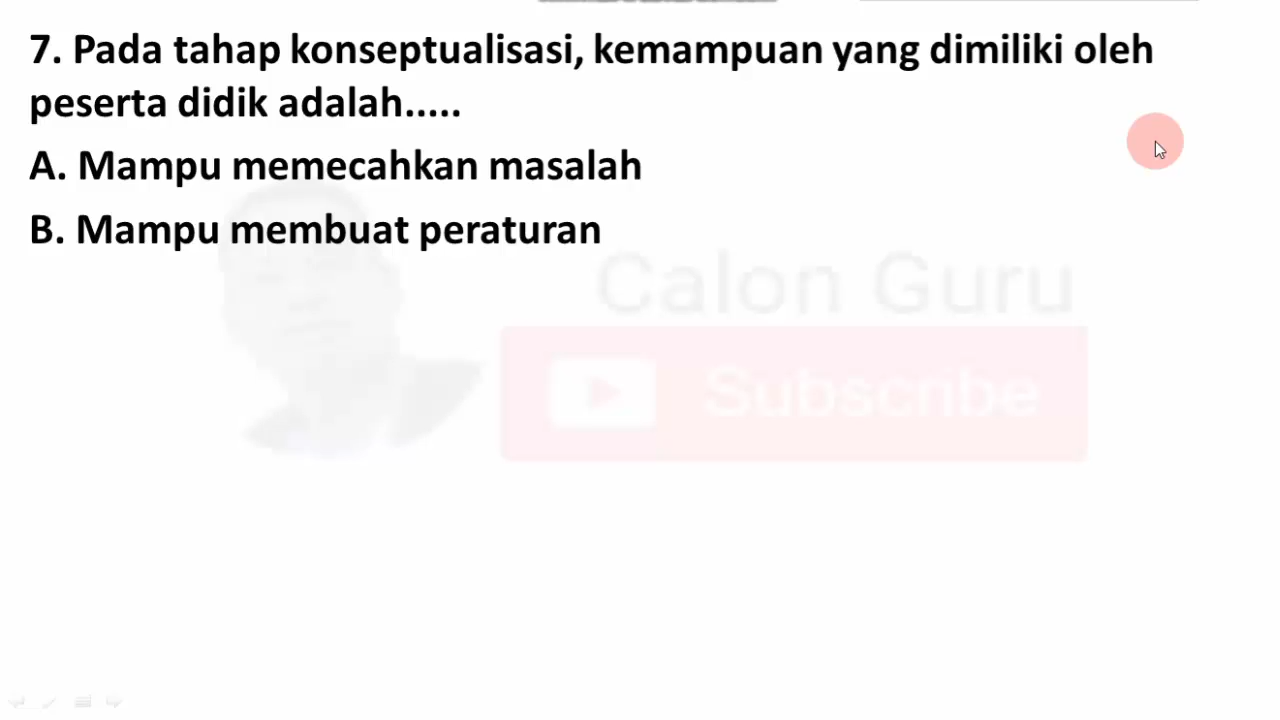 7. Pada tahap konseptualisasi, kemampuan yang dimiliki oleh
peserta didik adalah.....
A. Mampu memecahkan masalah
B. Mampu membuat peraturan
Calon Guru
Subscribe